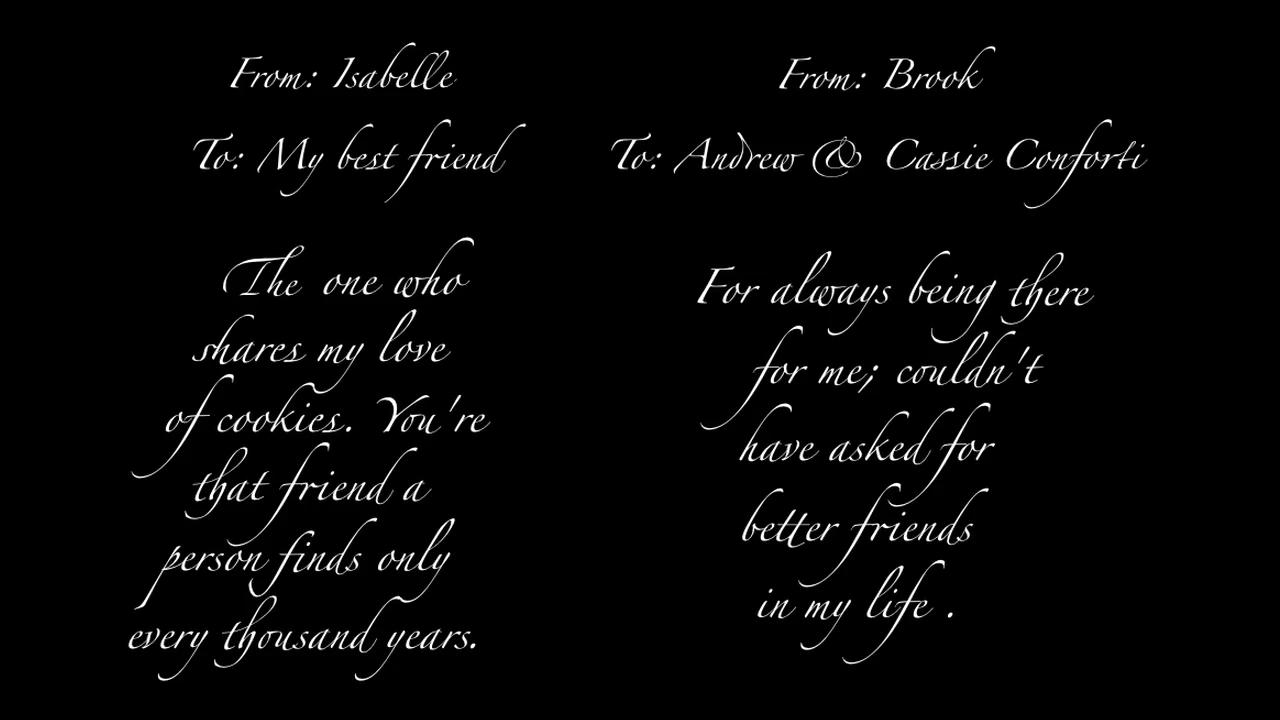 From: Isabelle
To: My best friend
The one who
shares my love
of cookies. You're
that friend a
person finds only
every thousand years.
From: Brook
To: Andrew & Cassie Conforti
For always being there
for me; couldn't
have asked for
better friends
in my life .